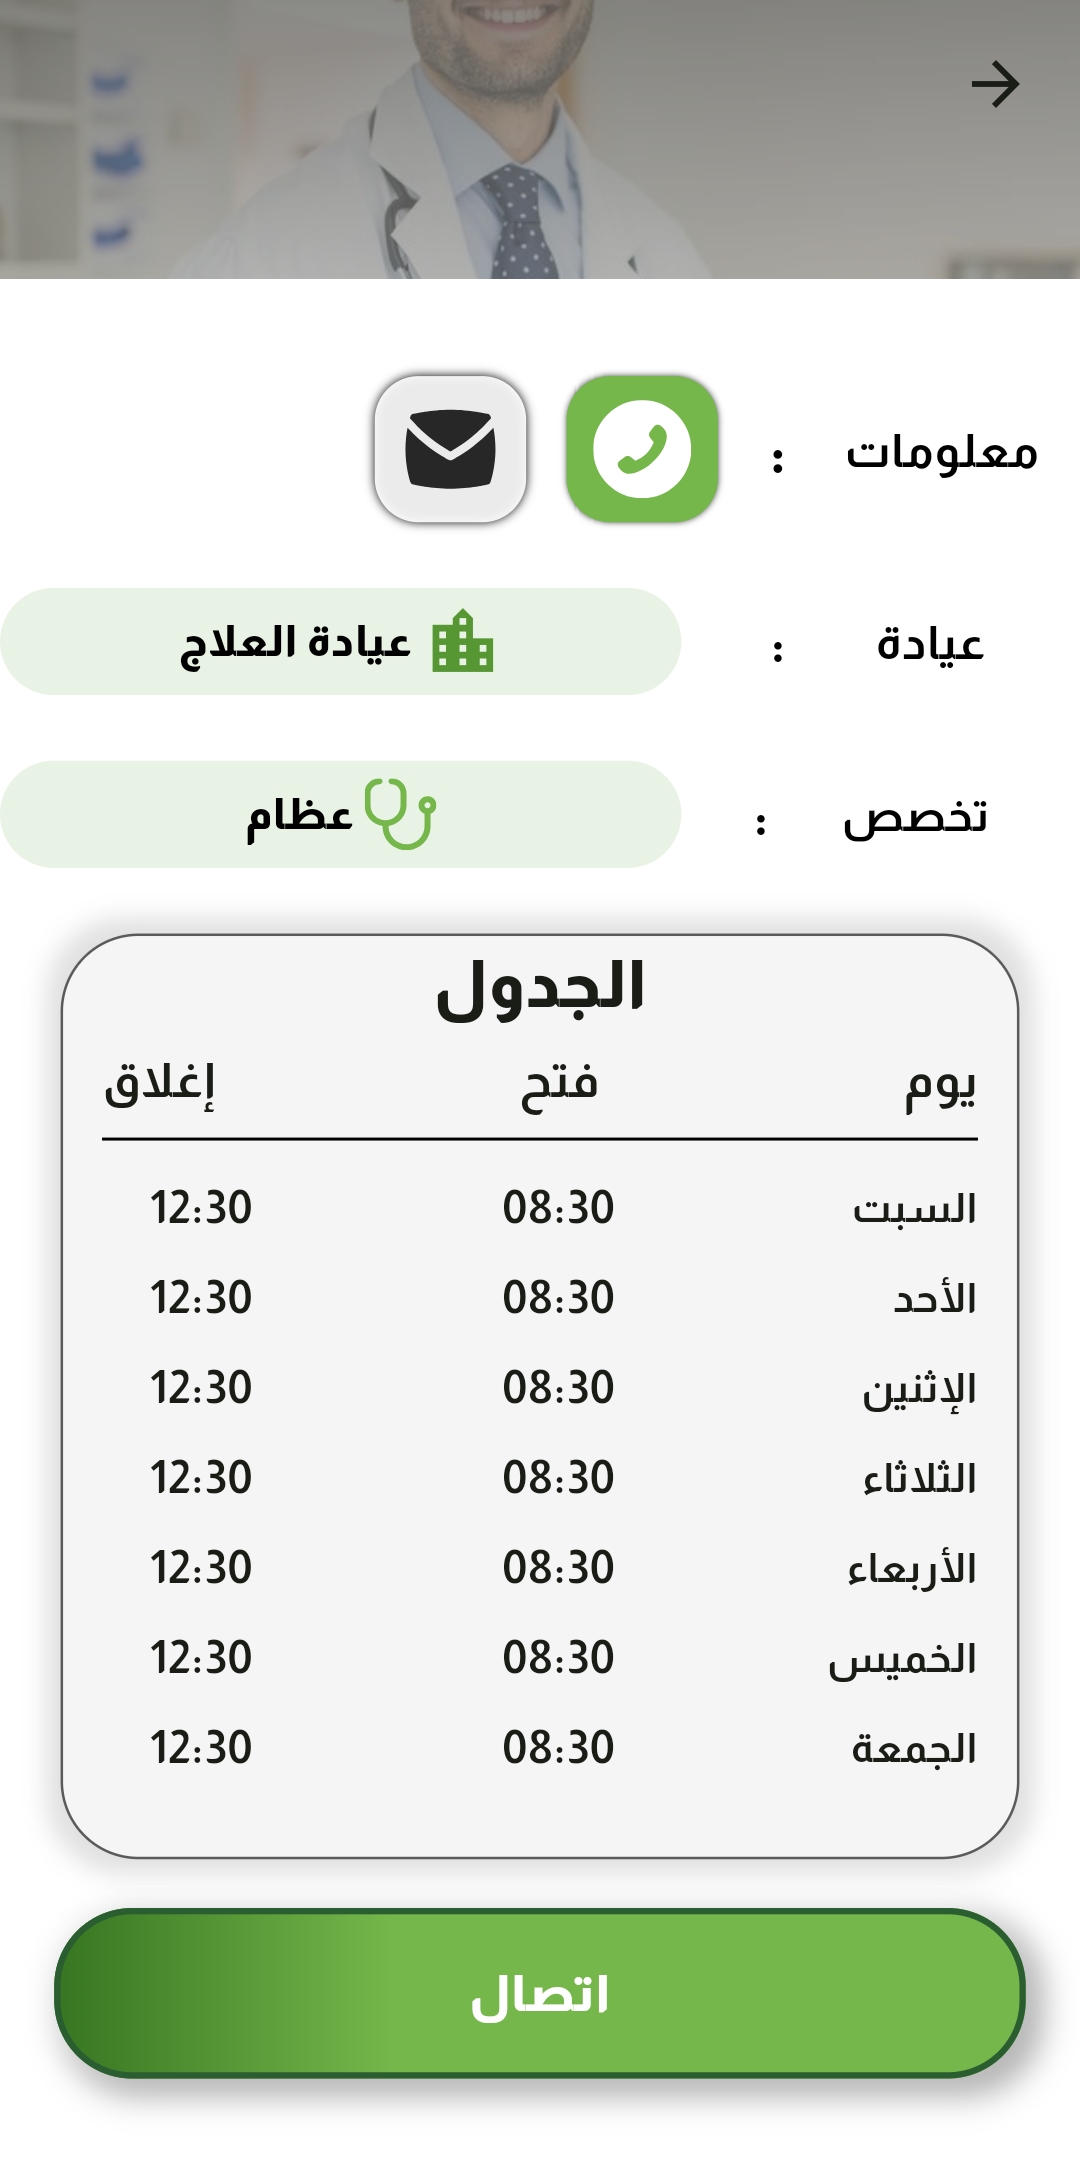 معلومات :
عيادة : عيادة العلاج
تخصص : عظام
الجدول
يوم فتح إغلاق
السبت 08:30 12:30
الأحد 08:30 12:30
الإثنين 08:30 12:30
الثلاثاء 08:30 12:30
الأربعاء 08:30 12:30
الخميس 08:30 12:30
الجمعة 08:30 12:30
اتصال